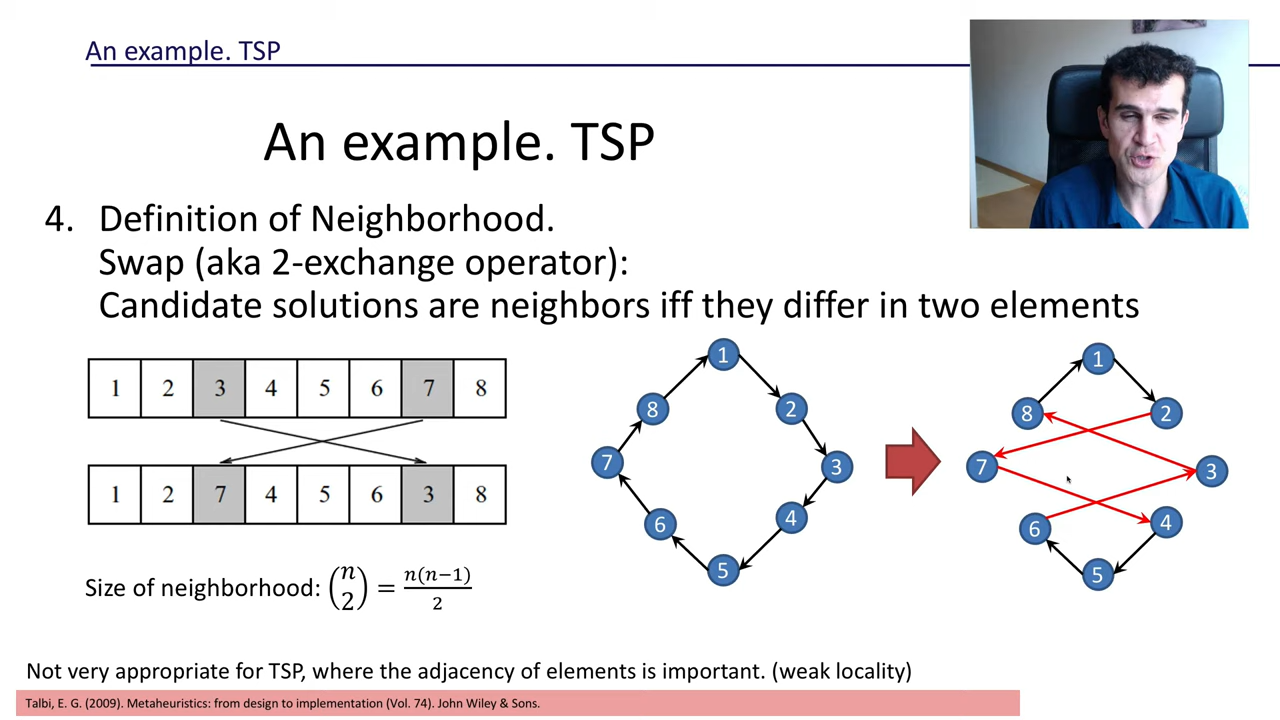 An example. TSP
An example. TSP
4. Definition of Neighborhood.
Swap (aka 2-exchange operator):
Candidate solutions are neighbors iff they differ in two elements
1 2 3 4 5 6 7 8
1 2 7 4 5 6 3 8
Size of neighborhood: (n 2) = n(n−1)/2
1
8 2
7 3
6 4
5
1
8 2
7 3
6 4
5
Not very appropriate for TSP, where the adjacency of elements is important. (weak locality)
Talbi, E. G. (2009). Metaheuristics: from design to implementation (Vol. 74). John Wiley & Sons.